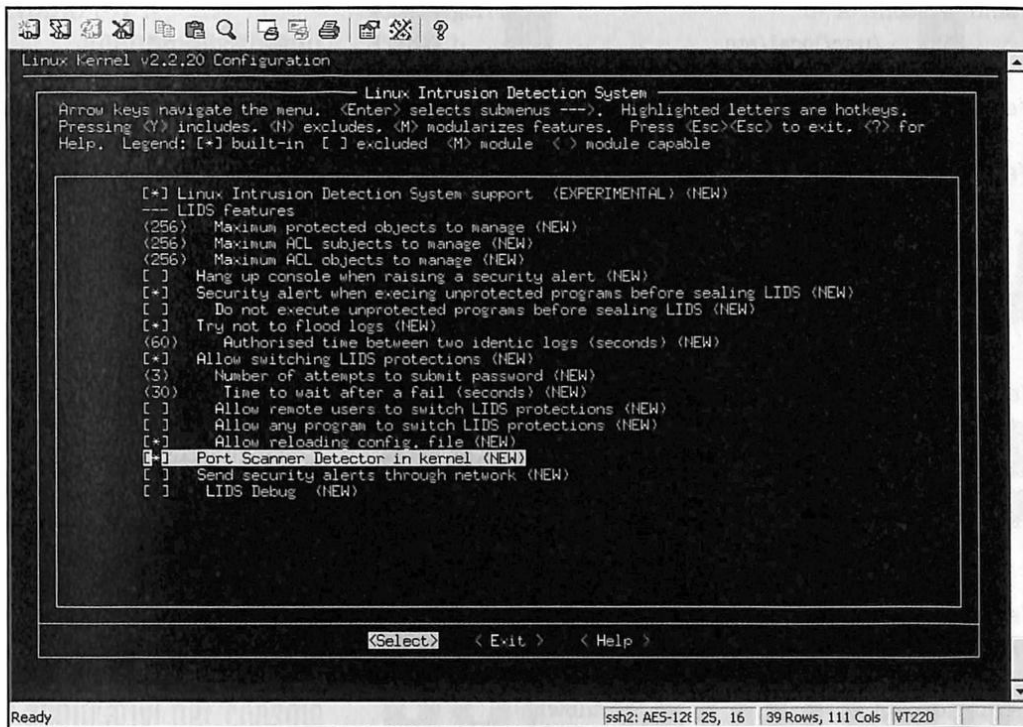 Linux Kernel v2.2.20 Configuration
Linux Intrusion Detection System
Arrow keys navigate the menu. <Enter> selects submenus --->. Highlighted letters are hotkeys.
Pressing <Y> includes, <N> excludes, <M> modularizes features. Press <Esc><Esc> to exit, <?> for
Help. Legend: [*] built-in [ ] excluded <M> module < > module capable
[*] Linux Intrusion Detection System support (EXPERIMENTAL) (NEW)
--- LIDS features
(256) Maximum protected objects to manage (NEW)
(256) Maximum ACL subjects to manage (NEW)
(256) Maximum ACL objects to manage (NEW)
[ ] Hang up console when raising a security alert (NEW)
[*] Security alert when execing unprotected programs before sealing LIDS (NEW)
[ ] Do not execute unprotected programs before sealing LIDS (NEW)
[*] Try not to flood logs (NEW)
(60) Authorised time between two identic logs (seconds) (NEW)
[*] Allow switching LIDS protections (NEW)
(3) Number of attempts to submit password (NEW)
(30) Time to wait after a fail (seconds) (NEW)
[ ] Allow remote users to switch LIDS protections (NEW)
[ ] Allow any program to switch LIDS protections (NEW)
[*] Allow reloading config. file (NEW)
[*] Port Scanner Detector in kernel (NEW)
[ ] Send security alerts through network (NEW)
[ ] LIDS Debug (NEW)
<Select> < Exit > < Help >
Ready ssh2: AES-128 25, 16 39 Rows, 111 Cols VT220